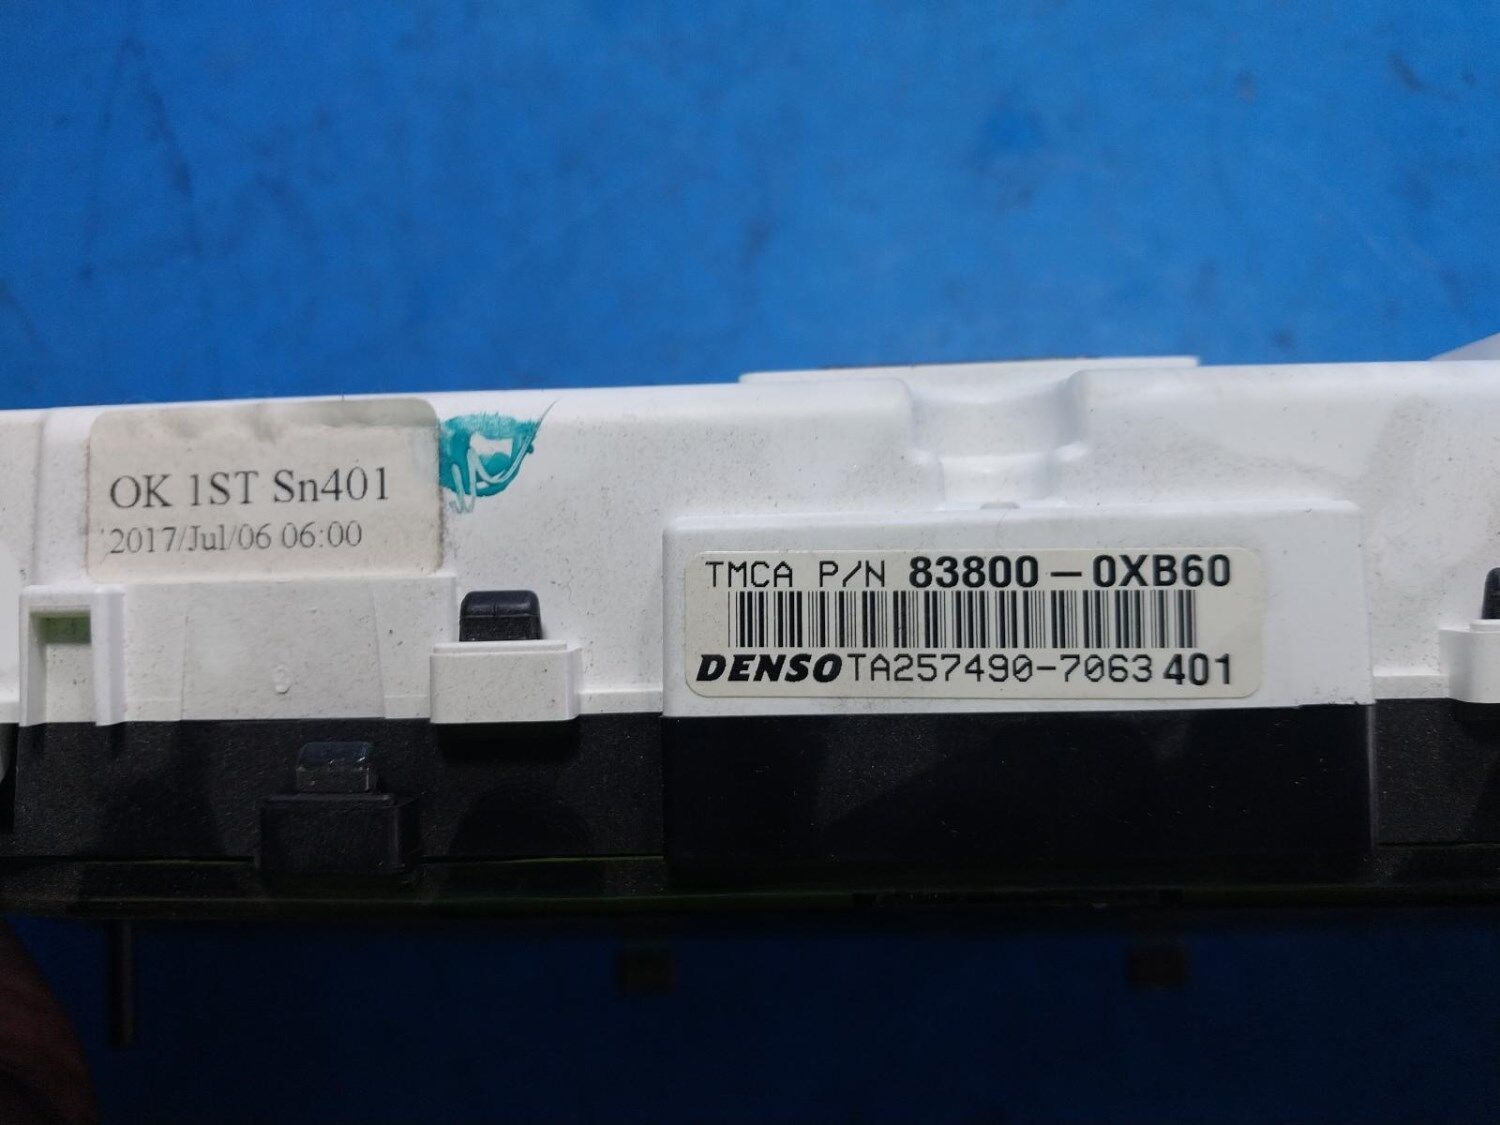 OK 1ST Sn401
2017/Jul/06 06:00
TMCA P/N 83800-0XB60
DENSO TA257490-7063 401